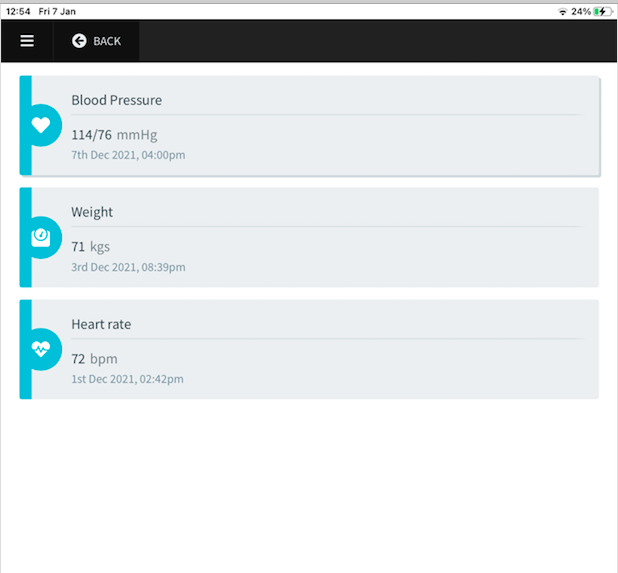 12:54 Fri 7 Jan 24%
BACK
Blood Pressure
114/76 mmHg
7th Dec 2021, 04:00pm
Weight
71 kgs
3rd Dec 2021, 08:39pm
Heart rate
72 bpm
1st Dec 2021, 02:42pm